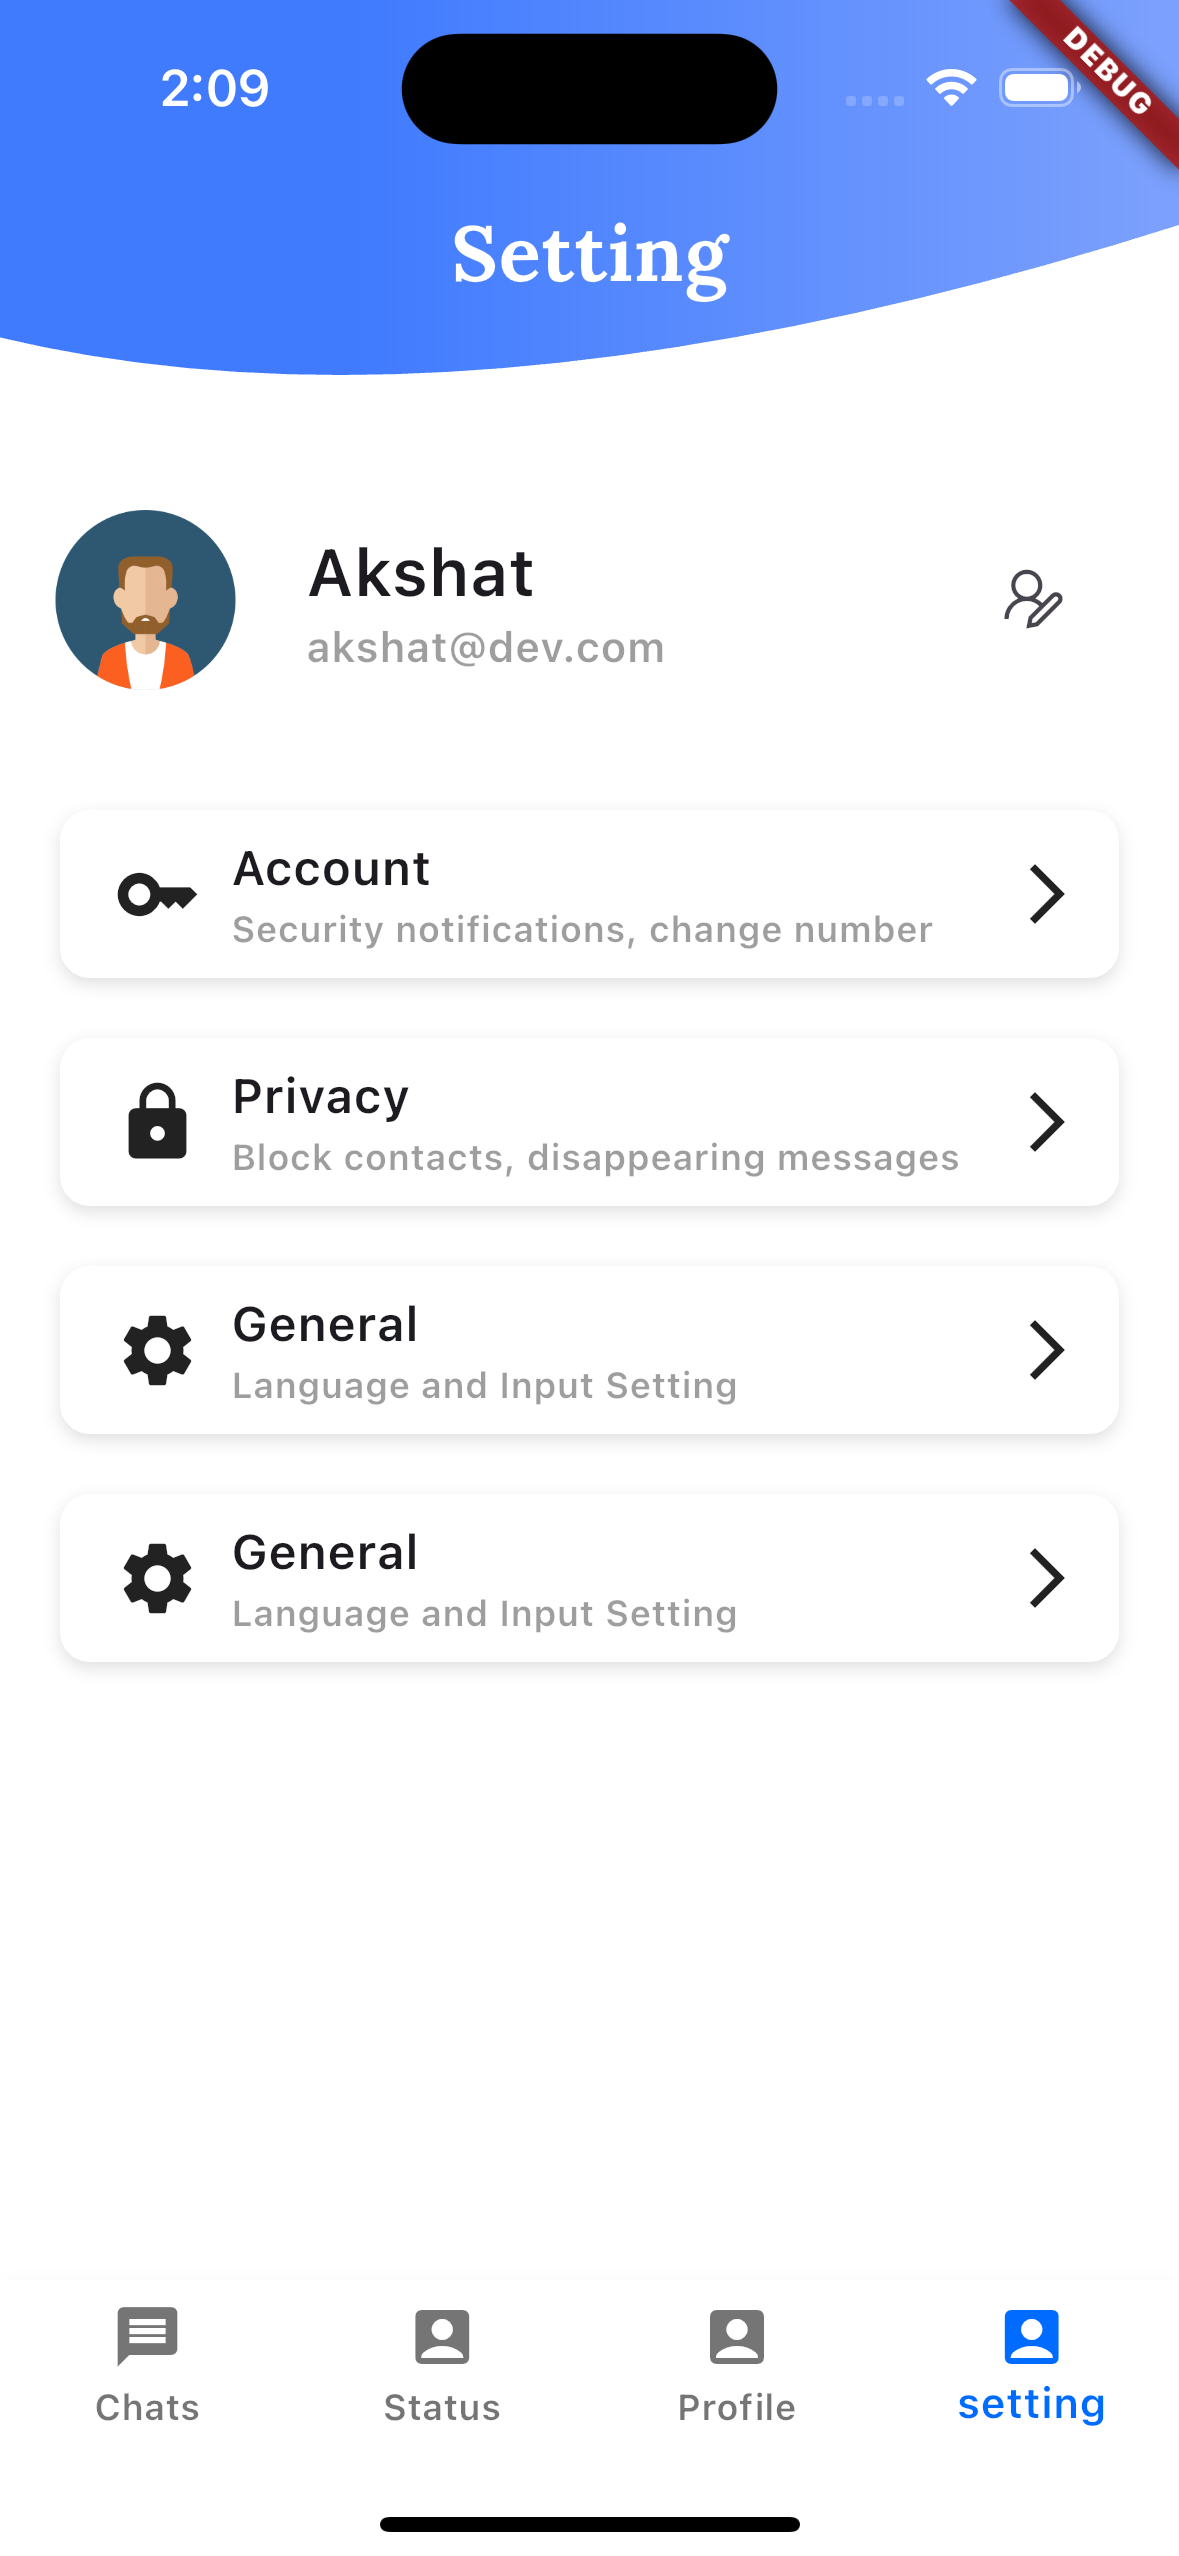 2:09
DEBUG
Setting
Akshat
akshat@dev.com
Account
Security notifications, change number
Privacy
Block contacts, disappearing messages
General
Language and Input Setting
General
Language and Input Setting
Chats
Status
Profile
setting